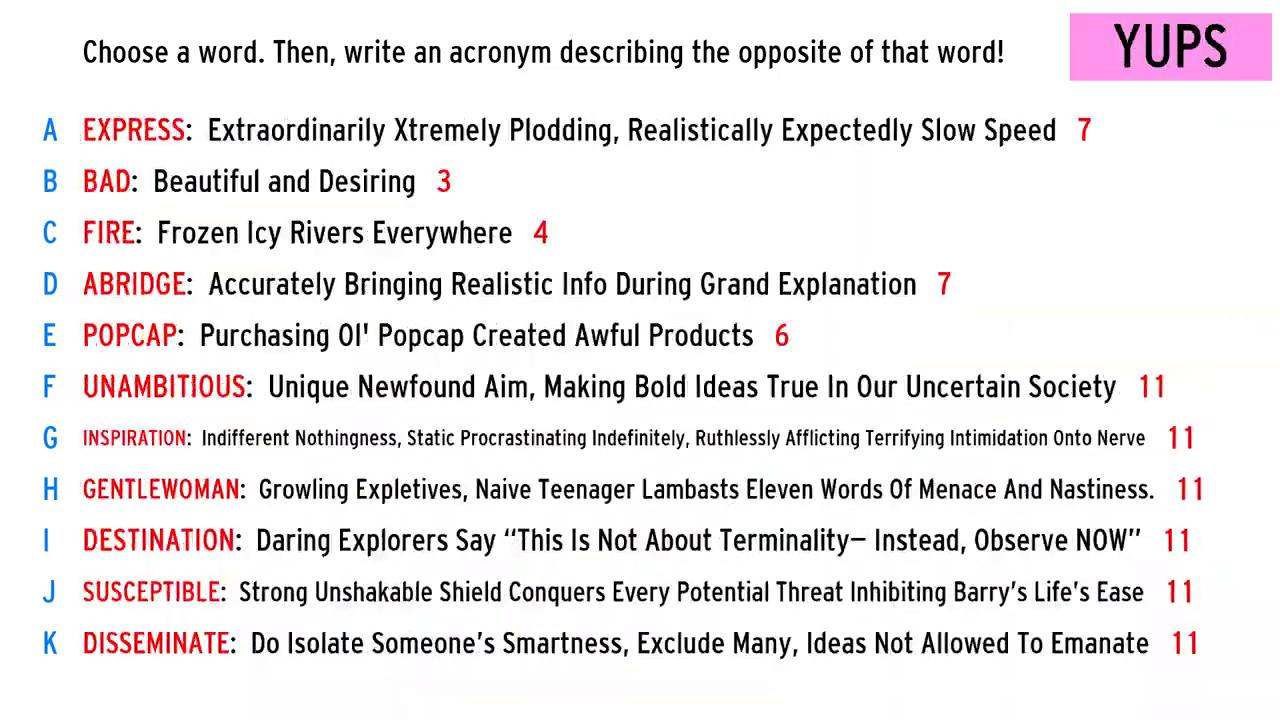 Choose a word. Then, write an acronym describing the opposite of that word!
YUPS
A EXPRESS: Extraordinarily Xtremely Plodding, Realistically Expectedly Slow Speed 7
B BAD: Beautiful and Desiring 3
C FIRE: Frozen Icy Rivers Everywhere 4
D ABRIDGE: Accurately Bringing Realistic Info During Grand Explanation 7
E POPCAP: Purchasing Ol' Popcap Created Awful Products 6
F UNAMBITIOUS: Unique Newfound Aim, Making Bold Ideas True In Our Uncertain Society 11
G INSPIRATION: Indifferent Nothingness, Static Procrastinating Indefinitely, Ruthlessly Afflicting Terrifying Intimidation Onto Nerve 11
H GENTLEWOMAN: Growling Expletives, Naive Teenager Lambasts Eleven Words Of Menace And Nastiness. 11
I DESTINATION: Daring Explorers Say “This Is Not About Terminality— Instead, Observe NOW” 11
J SUSCEPTIBLE: Strong Unshakable Shield Conquers Every Potential Threat Inhibiting Barry’s Life’s Ease 11
K DISSEMINATE: Do Isolate Someone’s Smartness, Exclude Many, Ideas Not Allowed To Emanate 11